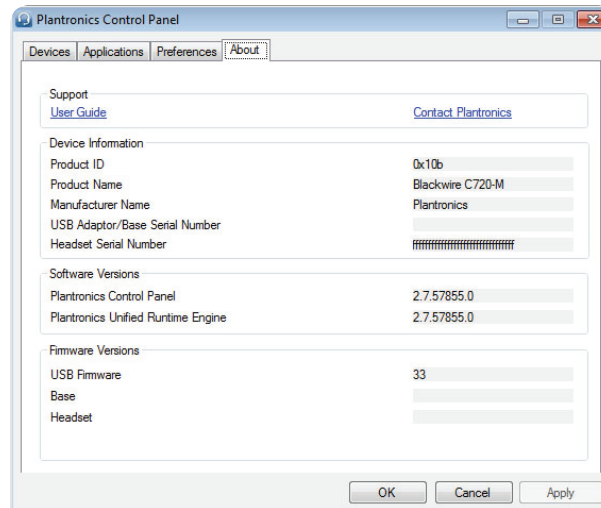 Plantronics Control Panel
Devices Applications Preferences About
Support
User Guide Contact Plantronics
Device Information
Product ID 0x10b
Product Name Blackwire C720-M
Manufacturer Name Plantronics
USB Adaptor/Base Serial Number
Headset Serial Number
Software Versions
Plantronics Control Panel 2.7.57855.0
Plantronics Unified Runtime Engine 2.7.57855.0
Firmware Versions
USB Firmware 33
Base
Headset
OK Cancel Apply